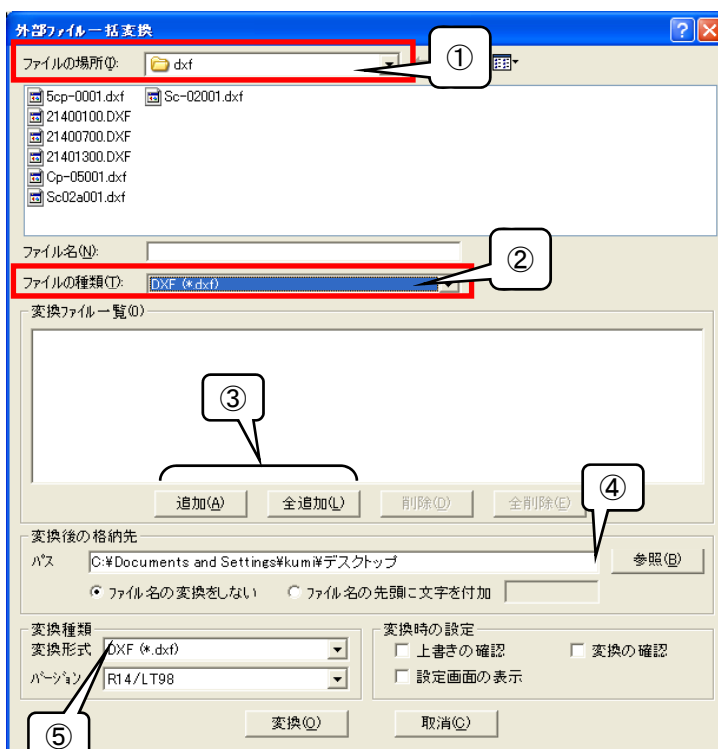 外部ファイル一括変換
ファイルの場所(I): dxf ①
5cp-0001.dxf Sc-02001.dxf
21400100.DXF
21400700.DXF
21401300.DXF
Cp-05001.dxf
Sc02a001.dxf
ファイル名(N):
②
ファイルの種類(T): DXF (*.dxf)
変換ファイル一覧(0)
③
追加(A) 全追加(L) 削除(D) 全削除(E)
④
変換後の格納先
パス C:¥Documents and Settings¥kumi¥デスクトップ 参照(B)
ファイル名の変換をしない ファイル名の先頭に文字を付加
変換種類 変換時の設定
変換形式 DXF (*.dxf) 上書きの確認 変換の確認
バージョン R14/LT98 設定画面の表示
変換(O) 取消(C)
⑤